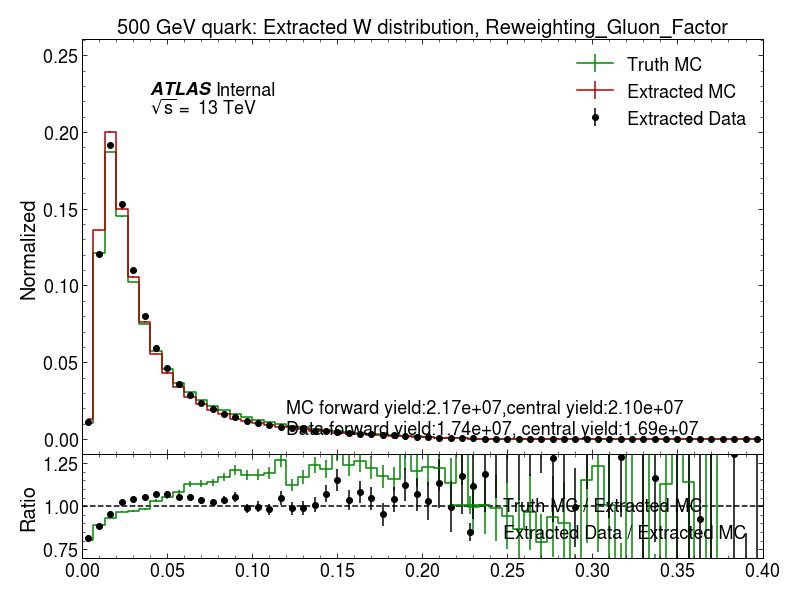 500 GeV quark: Extracted W distribution, Reweighting_Gluon_Factor
ATLAS Internal
√s = 13 TeV
Truth MC
Extracted MC
Extracted Data
Normalized
0.25
0.20
0.15
0.10
0.05
0.00
MC forward yield:2.17e+07,central yield:2.10e+07
Data forward yield:1.74e+07, central yield:1.69e+07
Ratio
1.25
1.00
0.75
Truth MC / Extracted MC
Extracted Data / Extracted MC
0.00 0.05 0.10 0.15 0.20 0.25 0.30 0.35 0.40